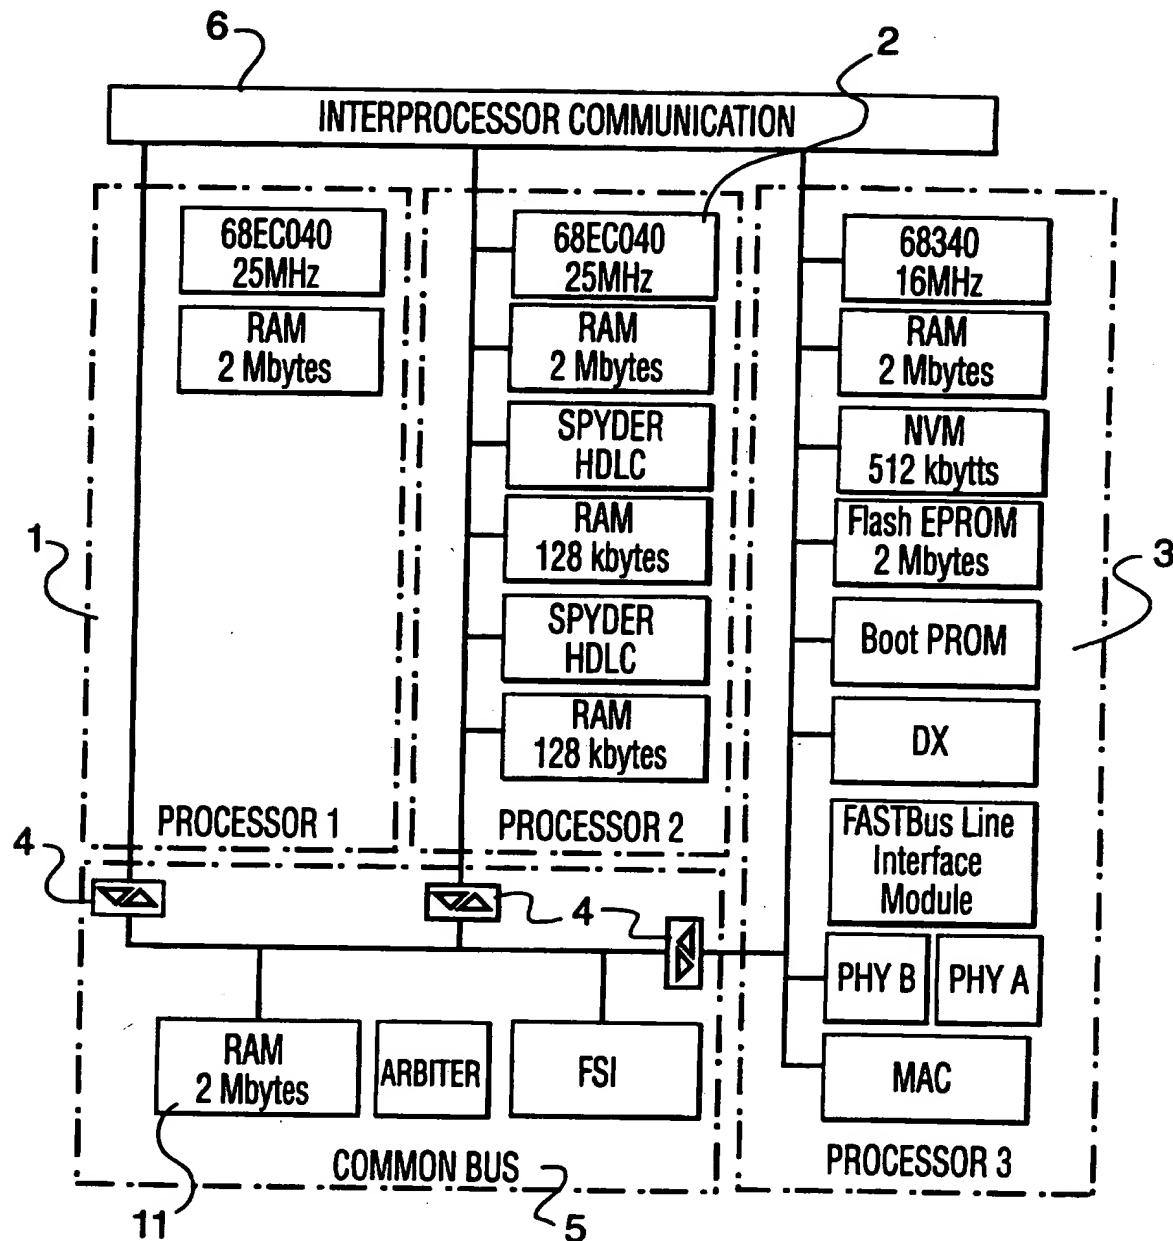 6
2
INTERPROCESSOR COMMUNICATION
68EC040
25MHz
RAM
2 Mbytes
PROCESSOR 1
1
68EC040
25MHz
RAM
2 Mbytes
SPYDER
HDLC
RAM
128 kbytes
SPYDER
HDLC
RAM
128 kbytes
PROCESSOR 2
68340
16MHz
RAM
2 Mbytes
NVM
512 kbytts
Flash EPROM
2 Mbytes
Boot PROM
DX
FASTBus Line
Interface
Module
PHY B
PHY A
MAC
PROCESSOR 3
3
4
4
RAM
2 Mbytes
ARBITER
FSI
COMMON BUS
11
5